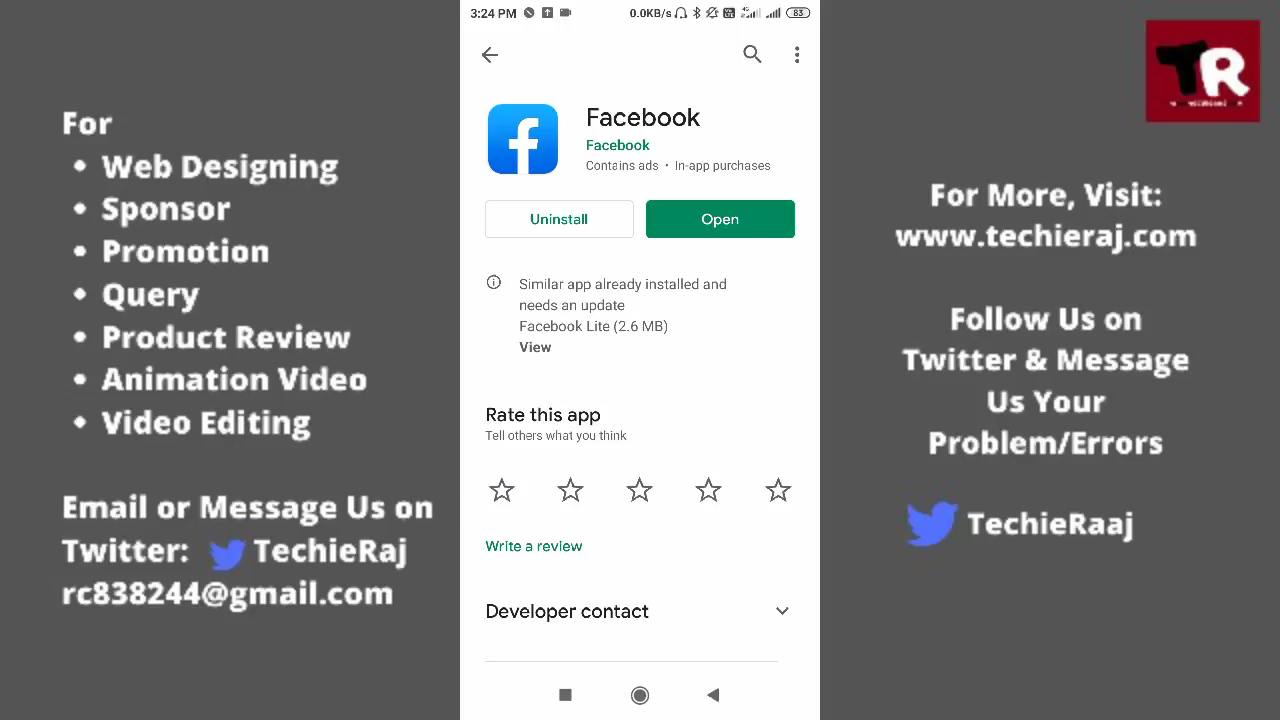 For
• Web Designing
• Sponsor
• Promotion
• Query
• Product Review
• Animation Video
• Video Editing
Email or Message Us on
Twitter: TechieRaj
rc838244@gmail.com
3:24 PM 0.0KB/s 4G 83
Facebook
Facebook
Contains ads • In-app purchases
Uninstall Open
Similar app already installed and
needs an update
Facebook Lite (2.6 MB)
View
Rate this app
Tell others what you think
Write a review
Developer contact
TR
For More, Visit:
www.techieraj.com
Follow Us on
Twitter & Message
Us Your
Problem/Errors
TechieRaaj